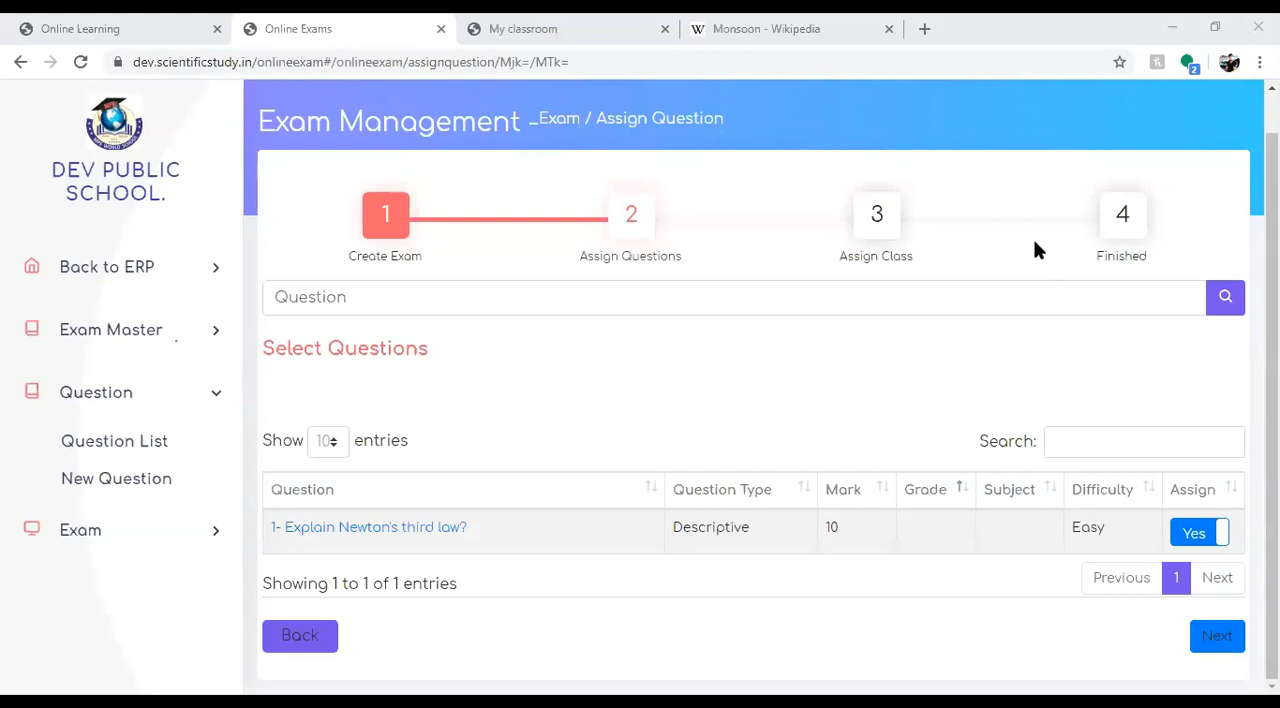 Online Learning
Online Exams
My classroom
W Monsoon - Wikipedia
dev.scientificstudy.in/onlineexam#/onlineexam/assignquestion/Mjk=/MTk=
2
DEV PUBLIC
SCHOOL.
Back to ERP
Exam Master
Question
Question List
New Question
Exam
Exam Management _Exam / Assign Question
1 2 3 4
Create Exam Assign Questions Assign Class Finished
Question
Select Questions
Show 10 entries Search:
Question Question Type Mark Grade Subject Difficulty Assign
1- Explain Newton's third law? Descriptive 10 Easy Yes
Showing 1 to 1 of 1 entries Previous 1 Next
Back Next